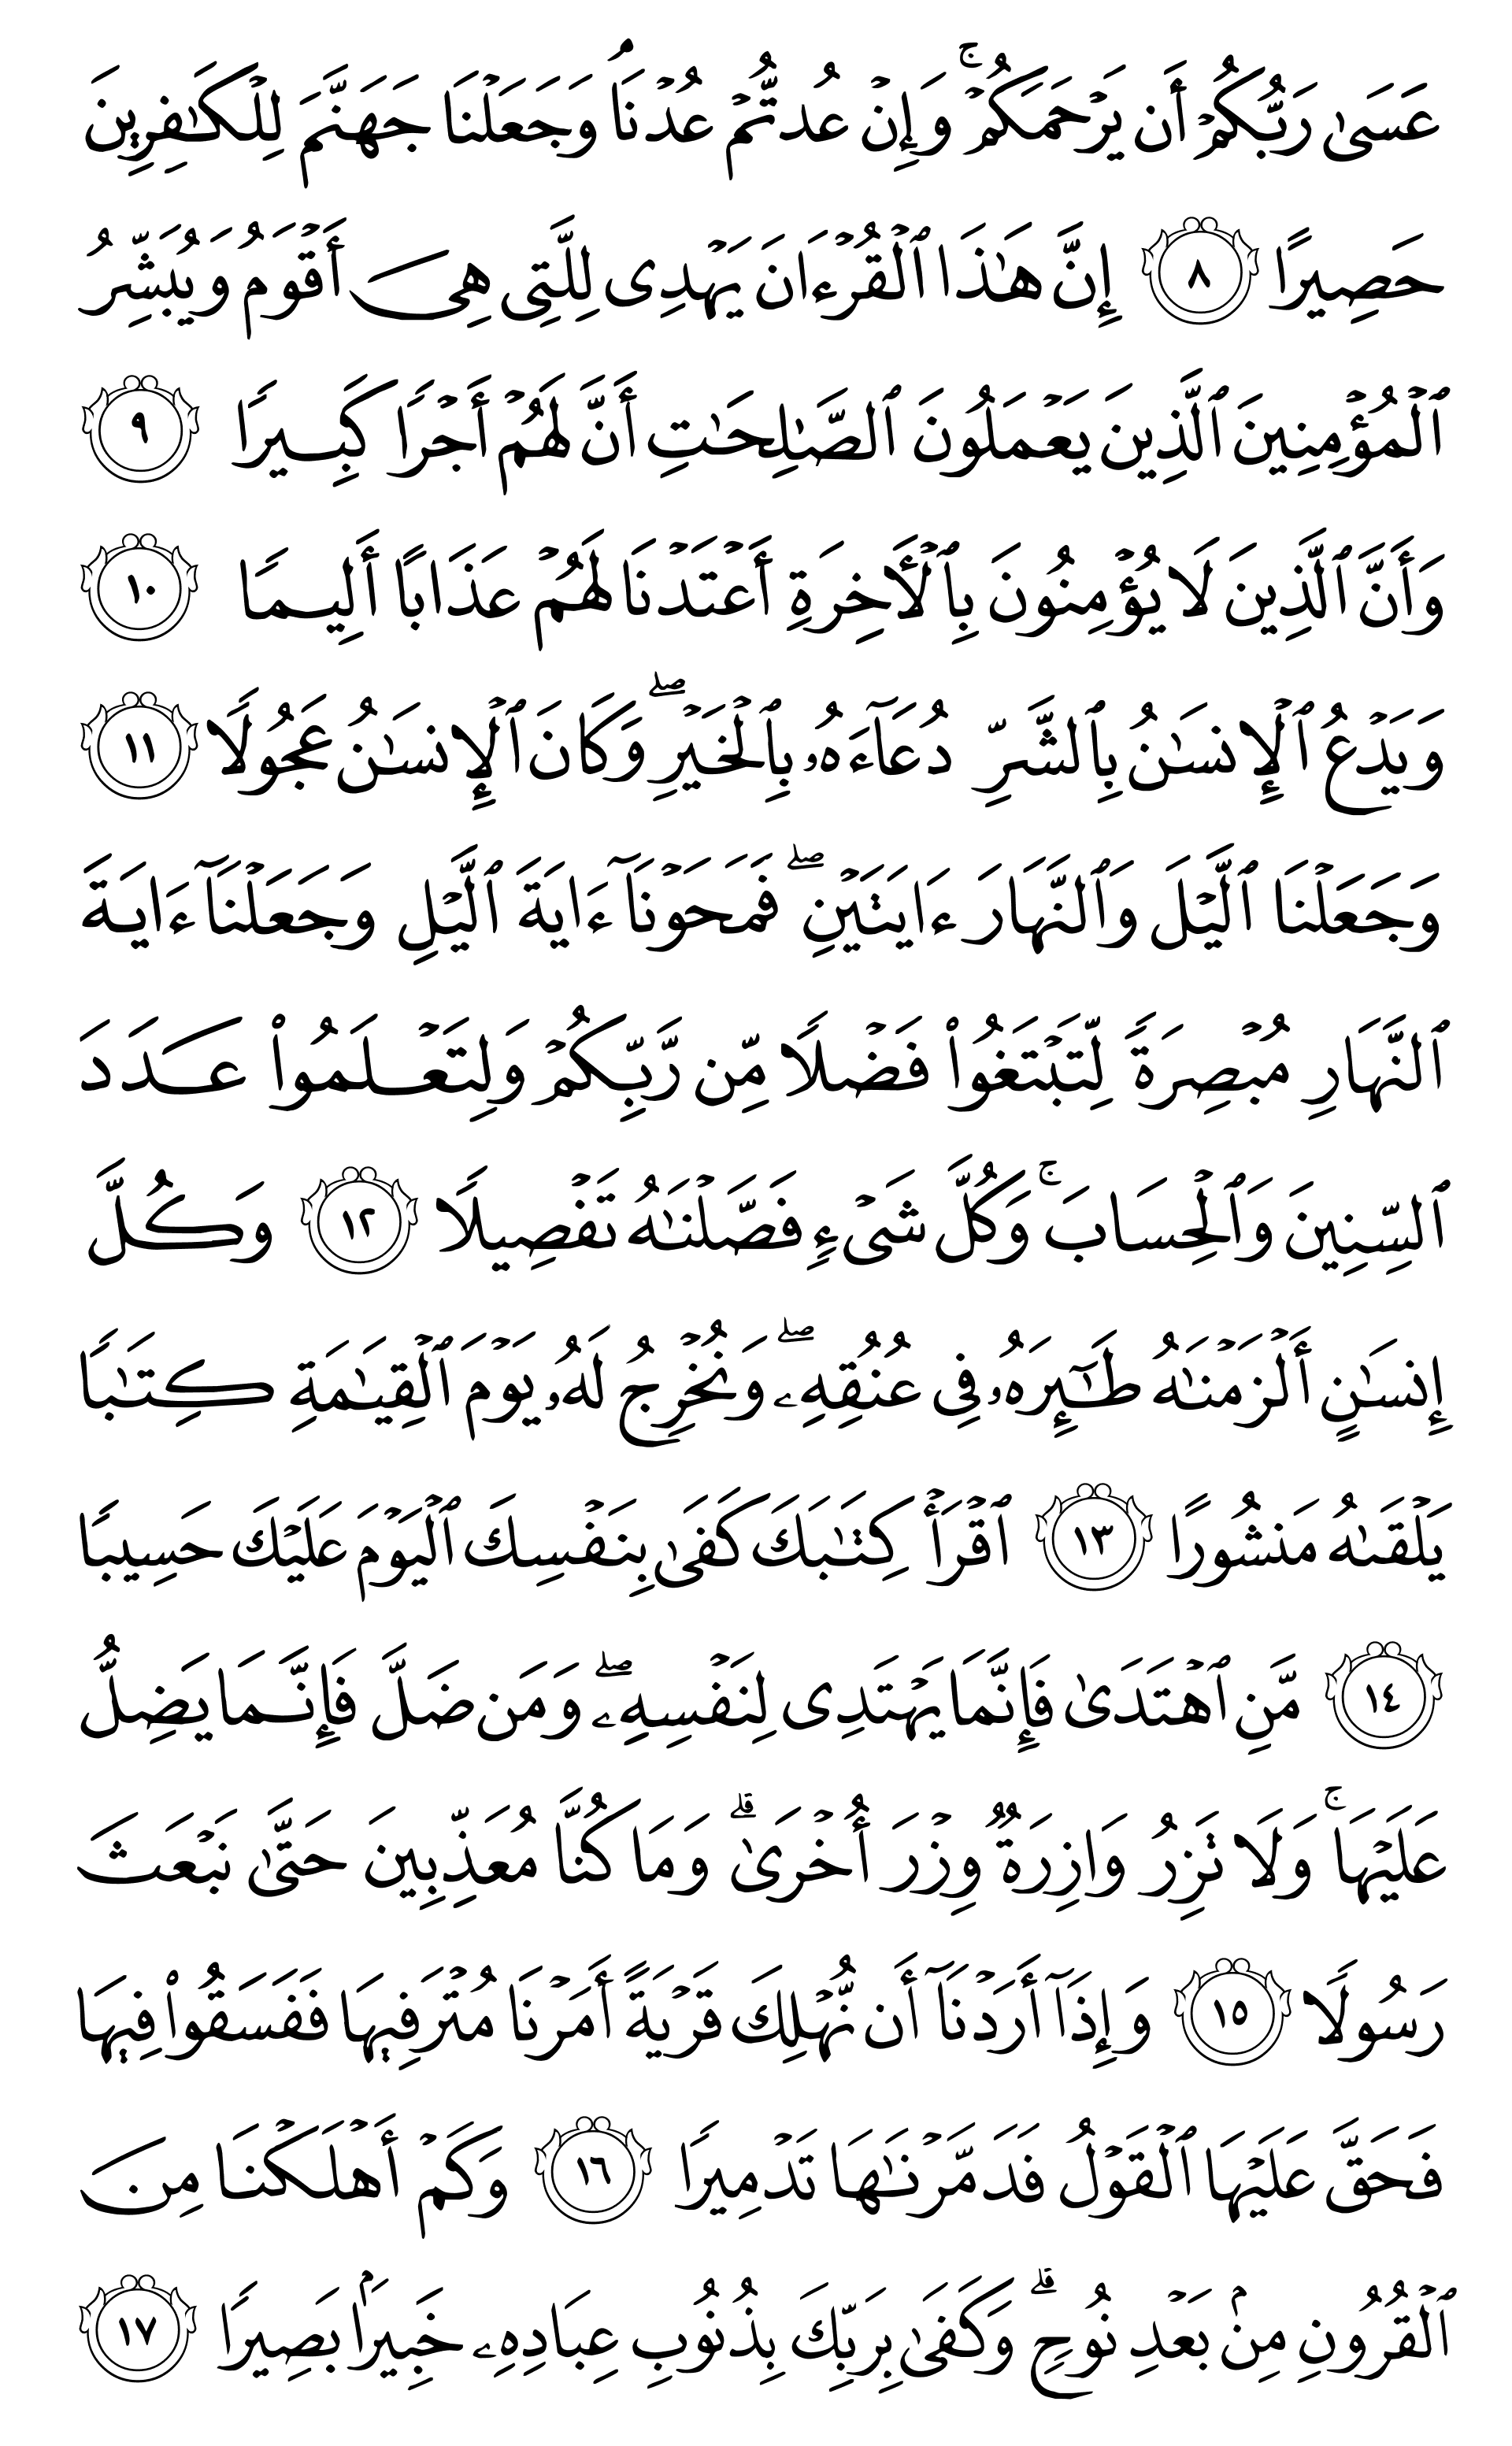 عَسَىٰ رَبُّكُمۡ أَن يَرۡحَمَكُمۡۚ وَإِنۡ عُدتُّمۡ عُدۡنَاۘ وَجَعَلۡنَا جَهَنَّمَ لِلۡكَٰفِرِينَ
حَصِيرًا ٨ إِنَّ هَٰذَا ٱلۡقُرۡءَانَ يَهۡدِي لِلَّتِي هِيَ أَقۡوَمُ وَيُبَشِّرُ
ٱلۡمُؤۡمِنِينَ ٱلَّذِينَ يَعۡمَلُونَ ٱلصَّٰلِحَٰتِ أَنَّ لَهُمۡ أَجۡرًا كَبِيرًا ٩
وَأَنَّ ٱلَّذِينَ لَا يُؤۡمِنُونَ بِٱلۡأٓخِرَةِ أَعۡتَدۡنَا لَهُمۡ عَذَابًا أَلِيمًا ١٠
وَيَدۡعُ ٱلۡإِنسَٰنُ بِٱلشَّرِّ دُعَآءَهُۥ بِٱلۡخَيۡرِۖ وَكَانَ ٱلۡإِنسَٰنُ عَجُولًا ١١
وَجَعَلۡنَا ٱلَّيۡلَ وَٱلنَّهَارَ ءَايَتَيۡنِۖ فَمَحَوۡنَآ ءَايَةَ ٱلَّيۡلِ وَجَعَلۡنَآ ءَايَةَ
ٱلنَّهَارِ مُبۡصِرَةً لِّتَبۡتَغُواْ فَضۡلًا مِّن رَّبِّكُمۡ وَلِتَعۡلَمُواْ عَدَدَ
ٱلسِّنِينَ وَٱلۡحِسَابَۚ وَكُلَّ شَيۡءٍ فَصَّلۡنَٰهُ تَفۡصِيلًا ١٢ وَكُلَّ
إِنسَٰنٍ أَلۡزَمۡنَٰهُ طَٰٓئِرَهُۥ فِي عُنُقِهِۦۖ وَنُخۡرِجُ لَهُۥ يَوۡمَ ٱلۡقِيَٰمَةِ كِتَٰبًا
يَلۡقَىٰهُ مَنشُورًا ١٣ ٱقۡرَأۡ كِتَٰبَكَ كَفَىٰ بِنَفۡسِكَ ٱلۡيَوۡمَ عَلَيۡكَ حَسِيبًا
١٤ مَّنِ ٱهۡتَدَىٰ فَإِنَّمَا يَهۡتَدِي لِنَفۡسِهِۦۖ وَمَن ضَلَّ فَإِنَّمَا يَضِلُّ
عَلَيۡهَاۚ وَلَا تَزِرُ وَازِرَةٌ وِزۡرَ أُخۡرَىٰۗ وَمَا كُنَّا مُعَذِّبِينَ حَتَّىٰ نَبۡعَثَ
رَسُولًا ١٥ وَإِذَآ أَرَدۡنَآ أَن نُّهۡلِكَ قَرۡيَةً أَمَرۡنَا مُتۡرَفِيهَا فَفَسَقُواْ فِيهَا
فَحَقَّ عَلَيۡهَا ٱلۡقَوۡلُ فَدَمَّرۡنَٰهَا تَدۡمِيرًا ١٦ وَكَمۡ أَهۡلَكۡنَا مِنَ
ٱلۡقُرُونِ مِنۢ بَعۡدِ نُوحٍۗ وَكَفَىٰ بِرَبِّكَ بِذُنُوبِ عِبَادِهِۦ خَبِيرَۢا بَصِيرًا ١٧